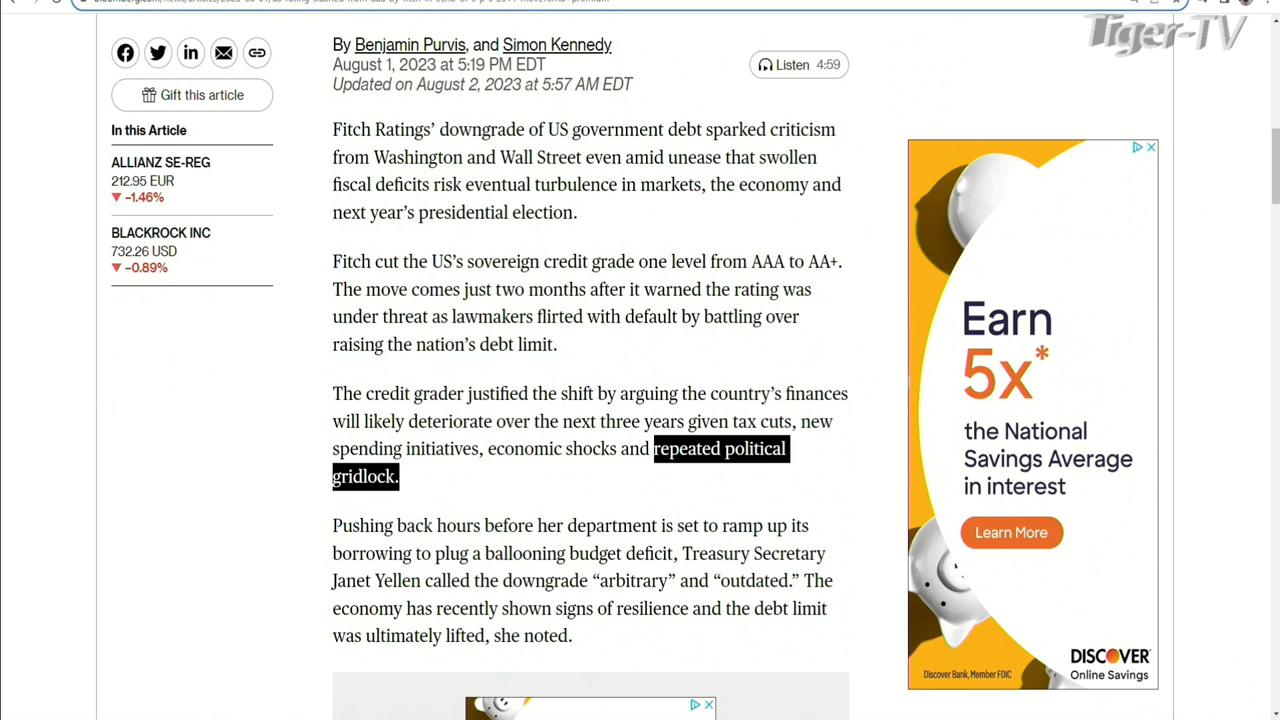 Tiger-TV
By Benjamin Purvis, and Simon Kennedy
August 1, 2023 at 5:19 PM EDT
Updated on August 2, 2023 at 5:57 AM EDT
Listen 4:59
Gift this article
In this Article
ALLIANZ SE-REG
212.95 EUR
▼ -1.46%
BLACKROCK INC
732.26 USD
▼ -0.89%
Fitch Ratings’ downgrade of US government debt sparked criticism
from Washington and Wall Street even amid unease that swollen
fiscal deficits risk eventual turbulence in markets, the economy and
next year’s presidential election.
Fitch cut the US’s sovereign credit grade one level from AAA to AA+.
The move comes just two months after it warned the rating was
under threat as lawmakers flirted with default by battling over
raising the nation’s debt limit.
The credit grader justified the shift by arguing the country’s finances
will likely deteriorate over the next three years given tax cuts, new
spending initiatives, economic shocks and repeated political
gridlock.
Pushing back hours before her department is set to ramp up its
borrowing to plug a ballooning budget deficit, Treasury Secretary
Janet Yellen called the downgrade “arbitrary” and “outdated.” The
economy has recently shown signs of resilience and the debt limit
was ultimately lifted, she noted.
Earn
5x*
the National
Savings Average
in interest
Learn More
DISCOVER
Online Savings
Discover Bank, Member FDIC